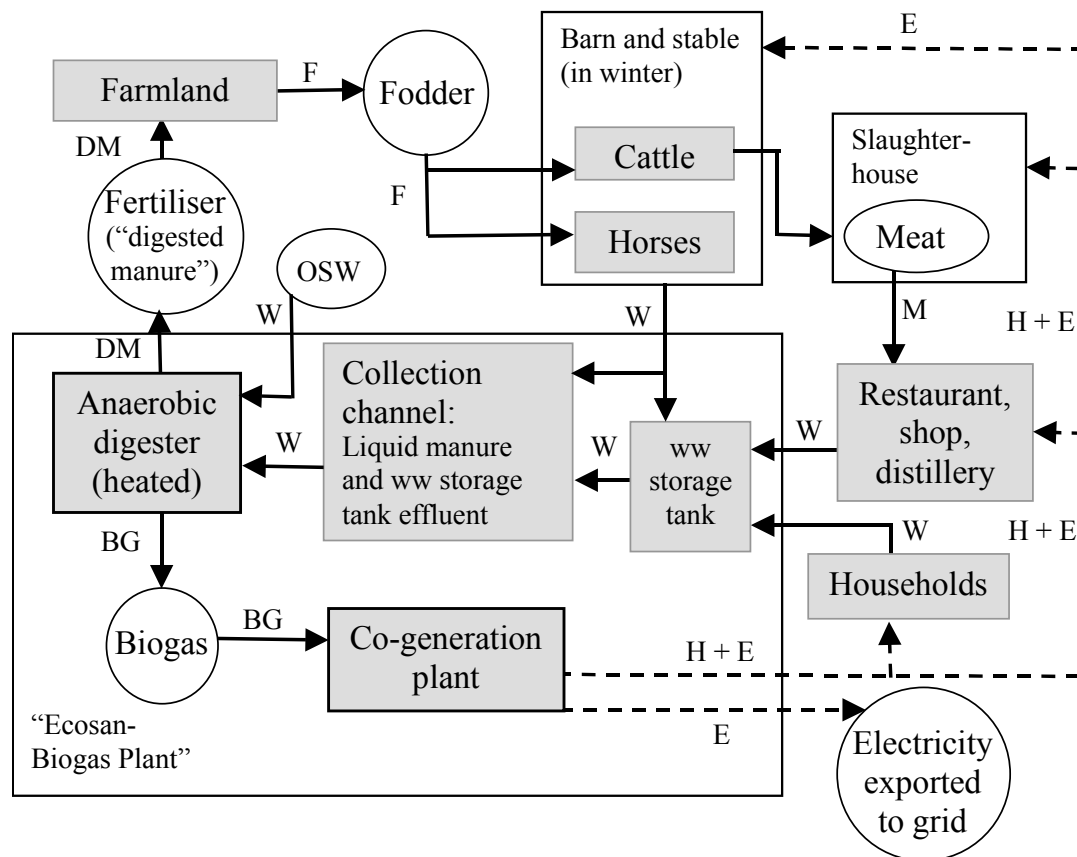 E
Barn and stable
(in winter)
F
Farmland
Fodder
DM
Cattle
Slaughter-
house
Fertiliser
(“digested
manure”)
F
Horses
Meat
OSW
W
W
M
H + E
DM
Collection
channel:
Liquid manure
and ww storage
tank effluent
Anaerobic
digester
(heated)
W
W
ww
storage
tank
W
Restaurant,
shop,
distillery
BG
W
H + E
Households
Biogas
BG
Co-generation
plant
H + E
E
“Ecosan-
Biogas Plant”
Electricity
exported
to grid